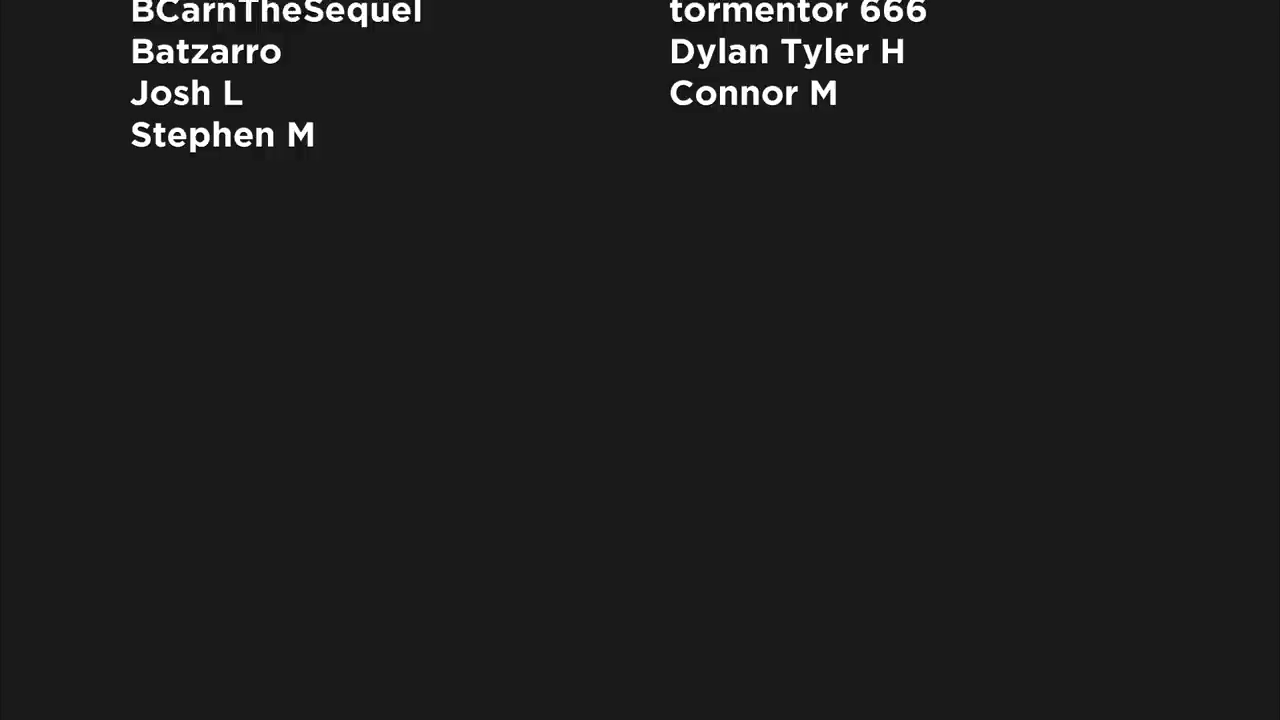 BCarnTheSequel
Batzarro
Josh L
Stephen M
tormentor 666
Dylan Tyler H
Connor M